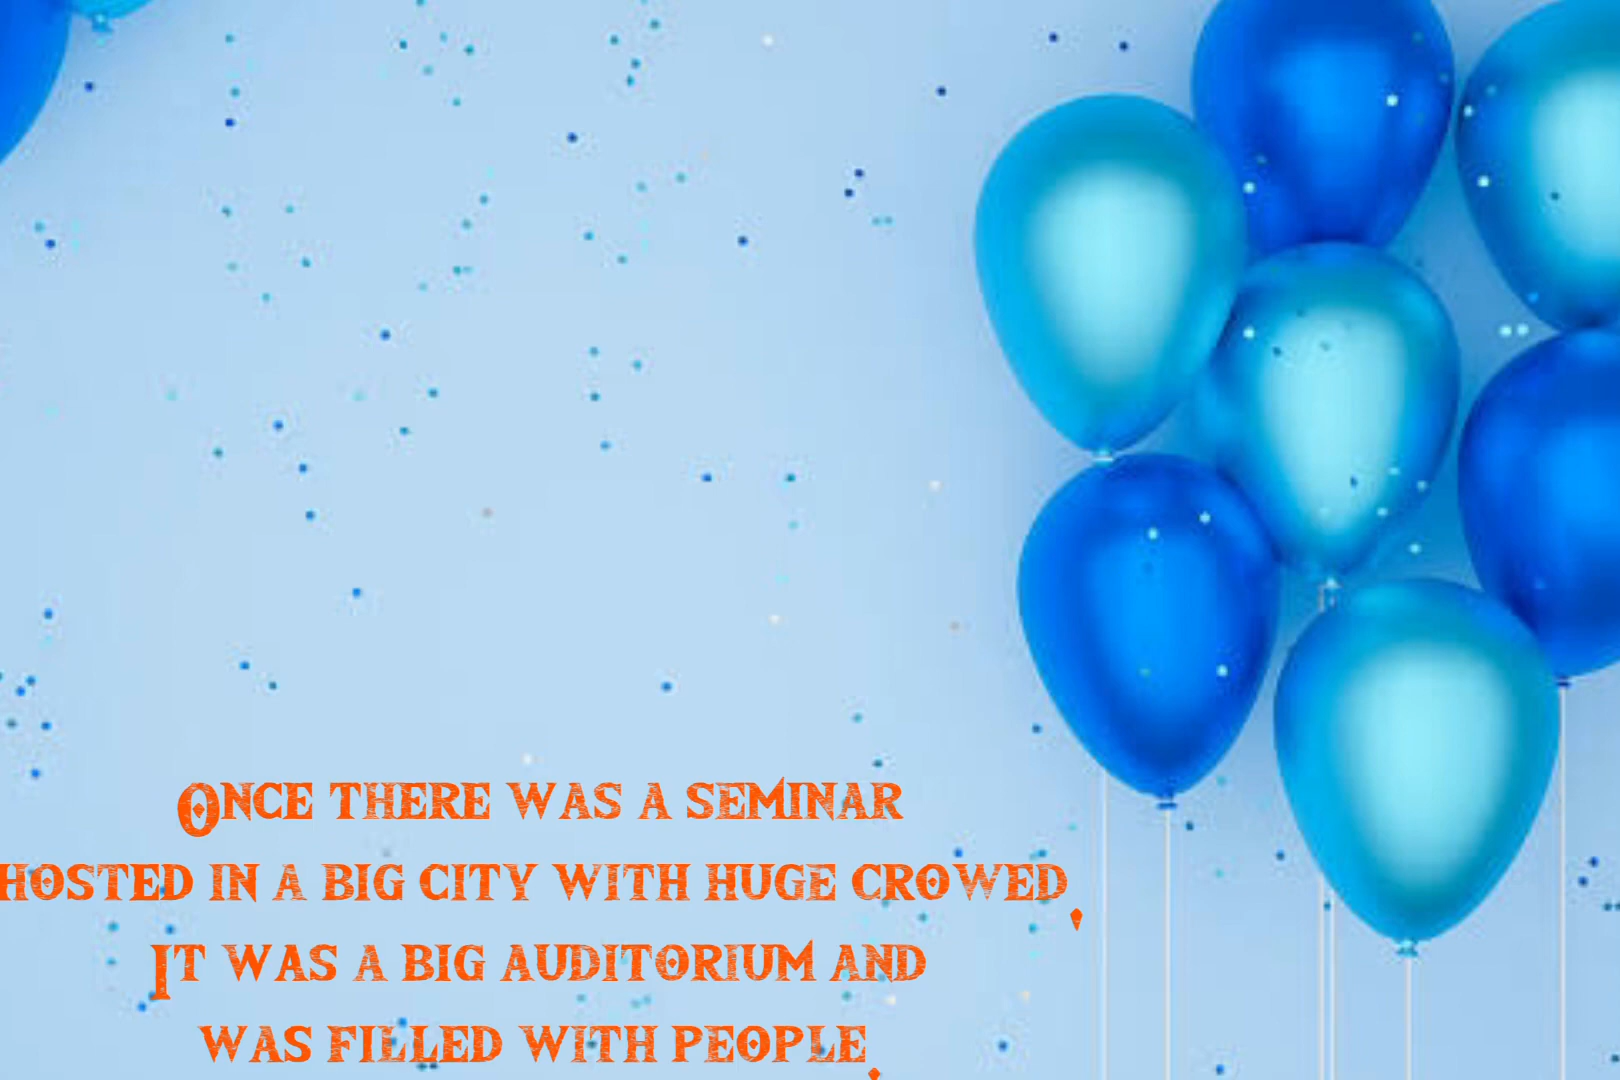 Once there was a seminar
hosted in a big city with huge crowed,
It was a big auditorium and
was filled with people,